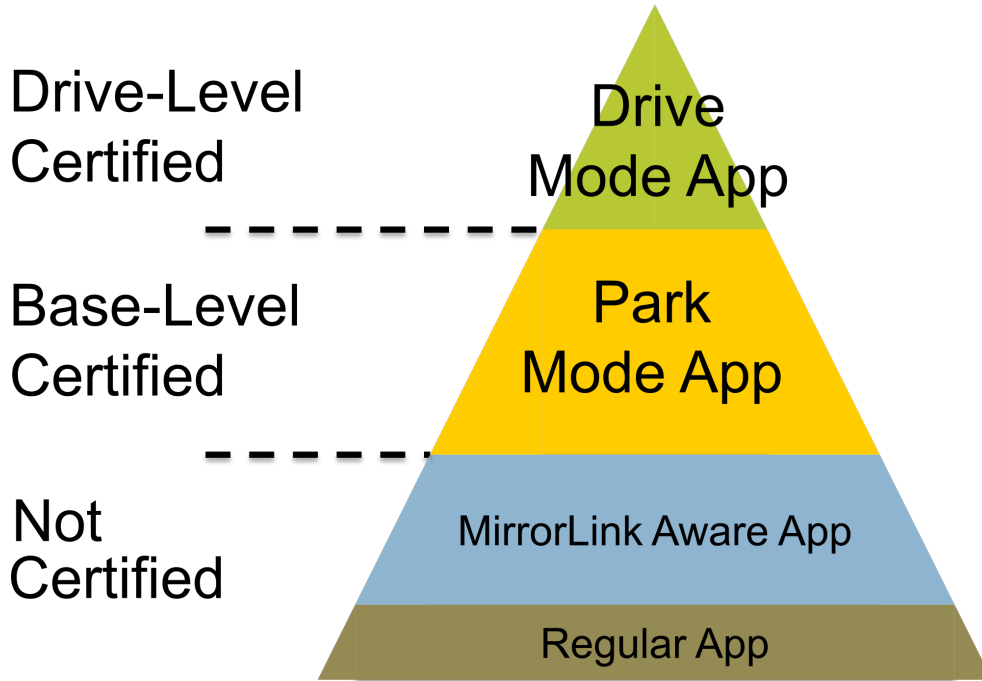 Drive-Level
Certified
Drive
Mode App
Base-Level
Certified
Park
Mode App
Not
Certified
MirrorLink Aware App
Regular App